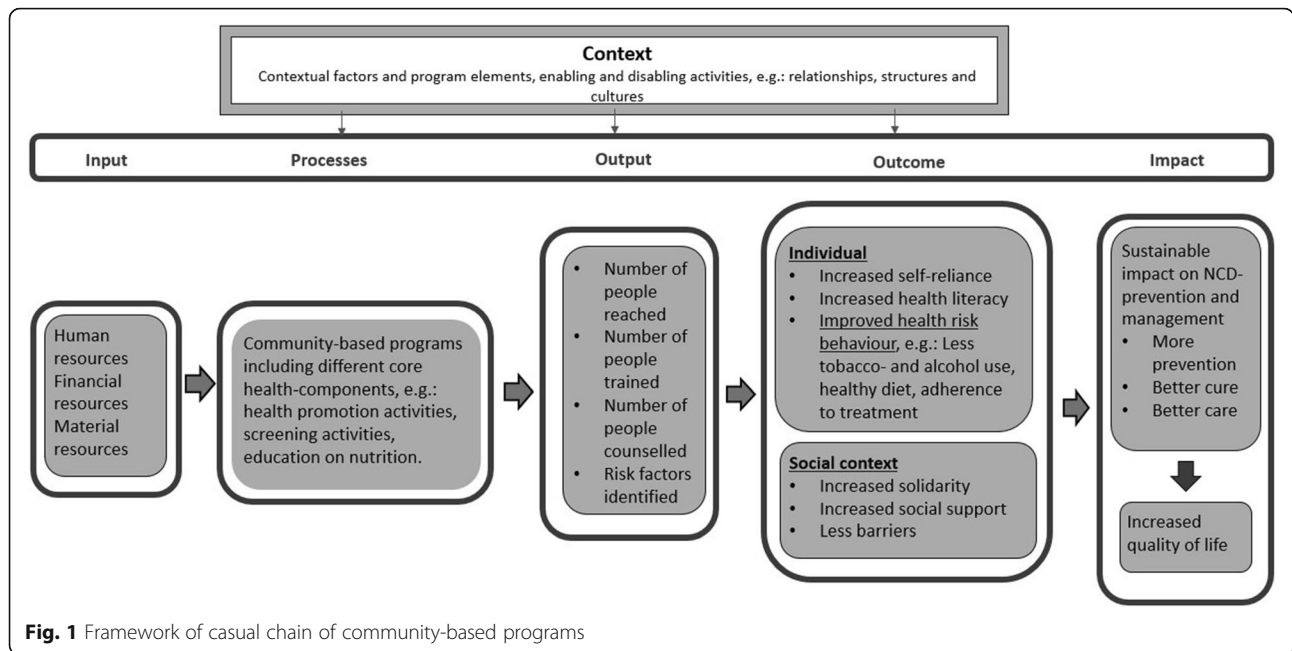 Context
Contextual factors and program elements, enabling and disabling activities, e.g.: relationships, structures and
cultures
Input
Processes
Output
Outcome
Impact
Human
resources
Financial
resources
Material
resources
Community-based programs
including different core
health-components, e.g.:
health promotion activities,
screening activities,
education on nutrition.
• Number of
people
reached
• Number of
people
trained
• Number of
people
counselled
• Risk factors
identified
Individual
• Increased self-reliance
• Increased health literacy
• Improved health risk
behaviour, e.g.: Less
tobacco- and alcohol use,
healthy diet, adherence
to treatment
Social context
• Increased solidarity
• Increased social support
• Less barriers
Sustainable
impact on NCD-
prevention and
management
• More
prevention
• Better cure
• Better care
Increased
quality of life
Fig. 1 Framework of casual chain of community-based programs